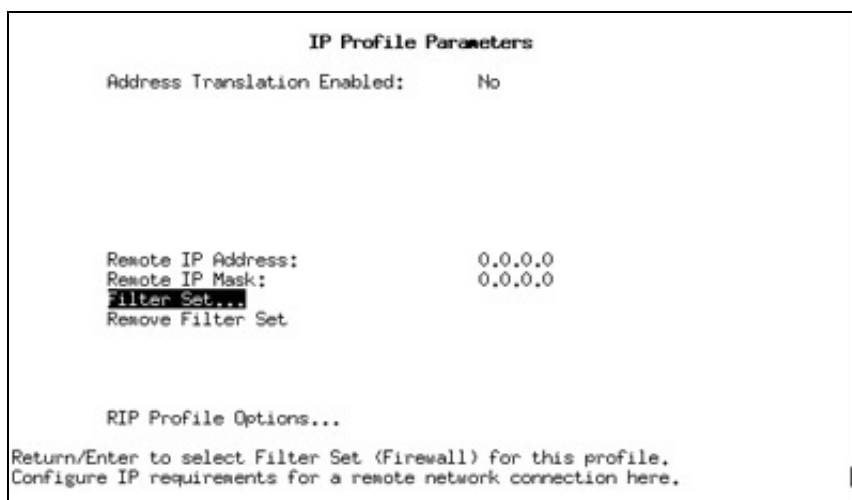 IP Profile Parameters
Address Translation Enabled: No
Remote IP Address: 0.0.0.0
Remote IP Mask: 0.0.0.0
Filter Set...
Remove Filter Set
RIP Profile Options...
Return/Enter to select Filter Set (Firewall) for this profile.
Configure IP requirements for a remote network connection here.